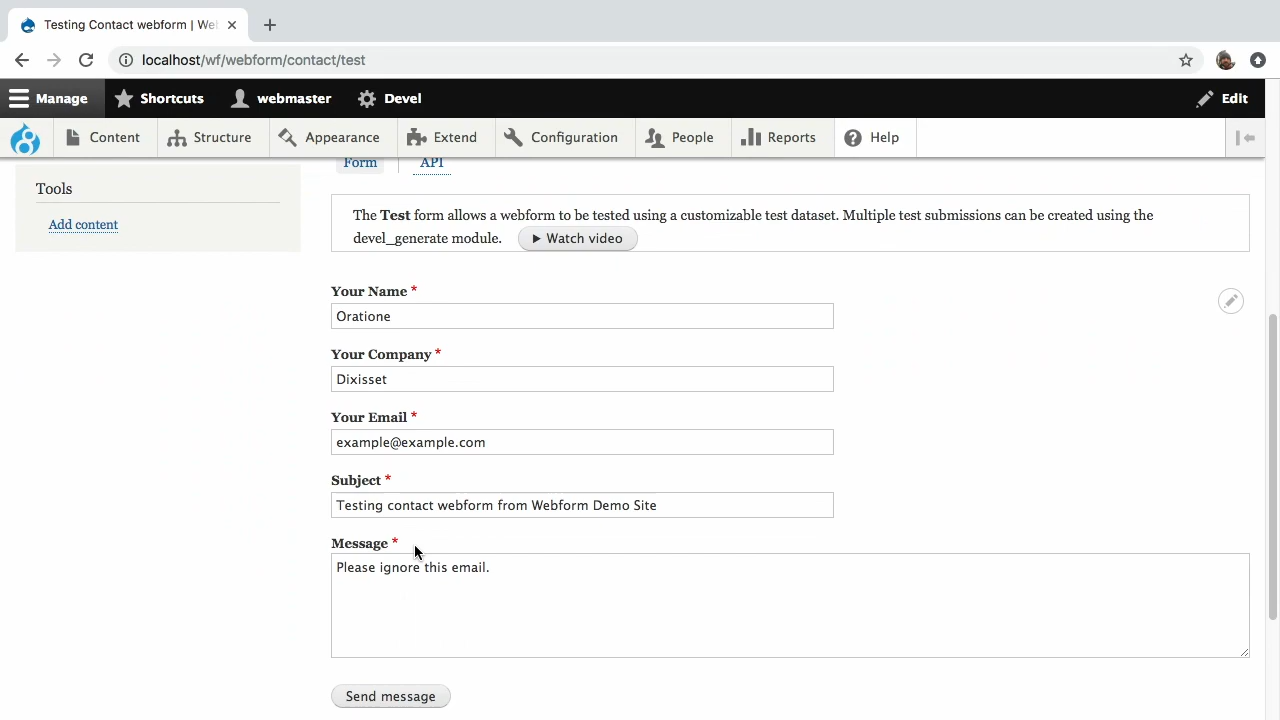 Testing Contact webform | We
localhost/wf/webform/contact/test
Manage Shortcuts webmaster Devel Edit
Content Structure Appearance Extend Configuration People Reports Help
Form API
Tools
Add content
The Test form allows a webform to be tested using a customizable test dataset. Multiple test submissions can be created using the
devel_generate module. Watch video
Your Name *
Oratione
Your Company *
Dixisset
Your Email *
example@example.com
Subject *
Testing contact webform from Webform Demo Site
Message *
Please ignore this email.
Send message